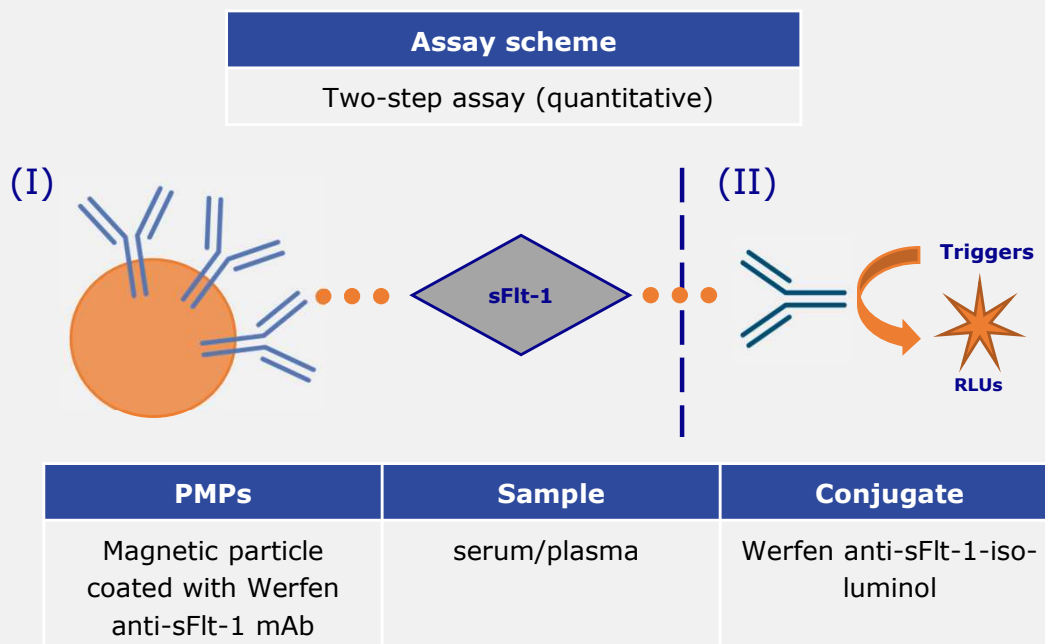 Assay scheme
Two-step assay (quantitative)
(I)
(II)
Triggers
sFlt-1
RLUs
PMPs
Sample
Conjugate
Magnetic particle
coated with Werfen
anti-sFlt-1 mAb
serum/plasma
Werfen anti-sFlt-1-iso-
luminol